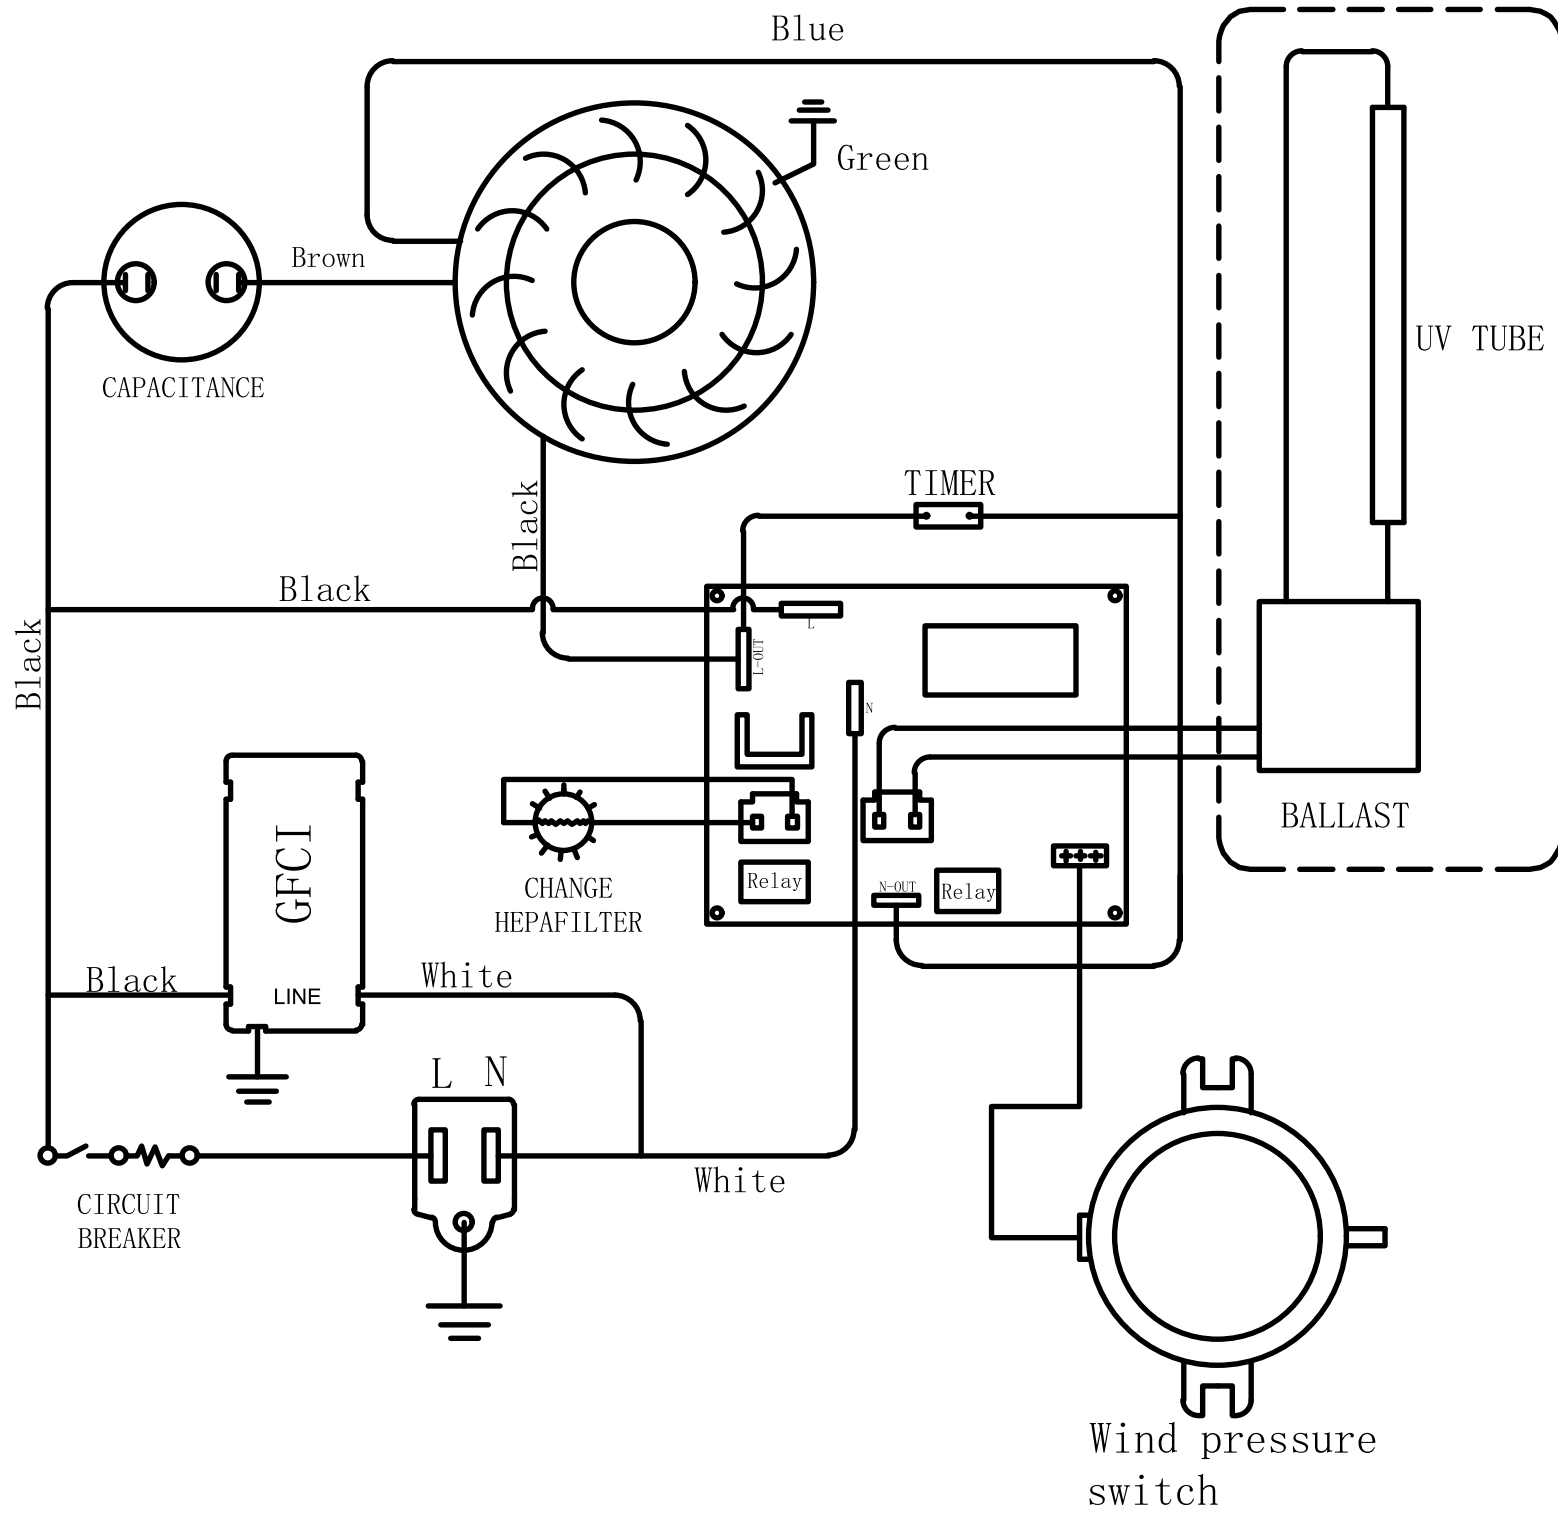 Blue
Green
Brown
CAPACITANCE
UV TUBE
TIMER
Black
Black
Black
L
L-OUT
N
BALLAST
GFCI
CHANGE
HEPAFILTER
Relay
N-OUT
Relay
Black
LINE
White
L N
White
CIRCUIT
BREAKER
Wind pressure
switch